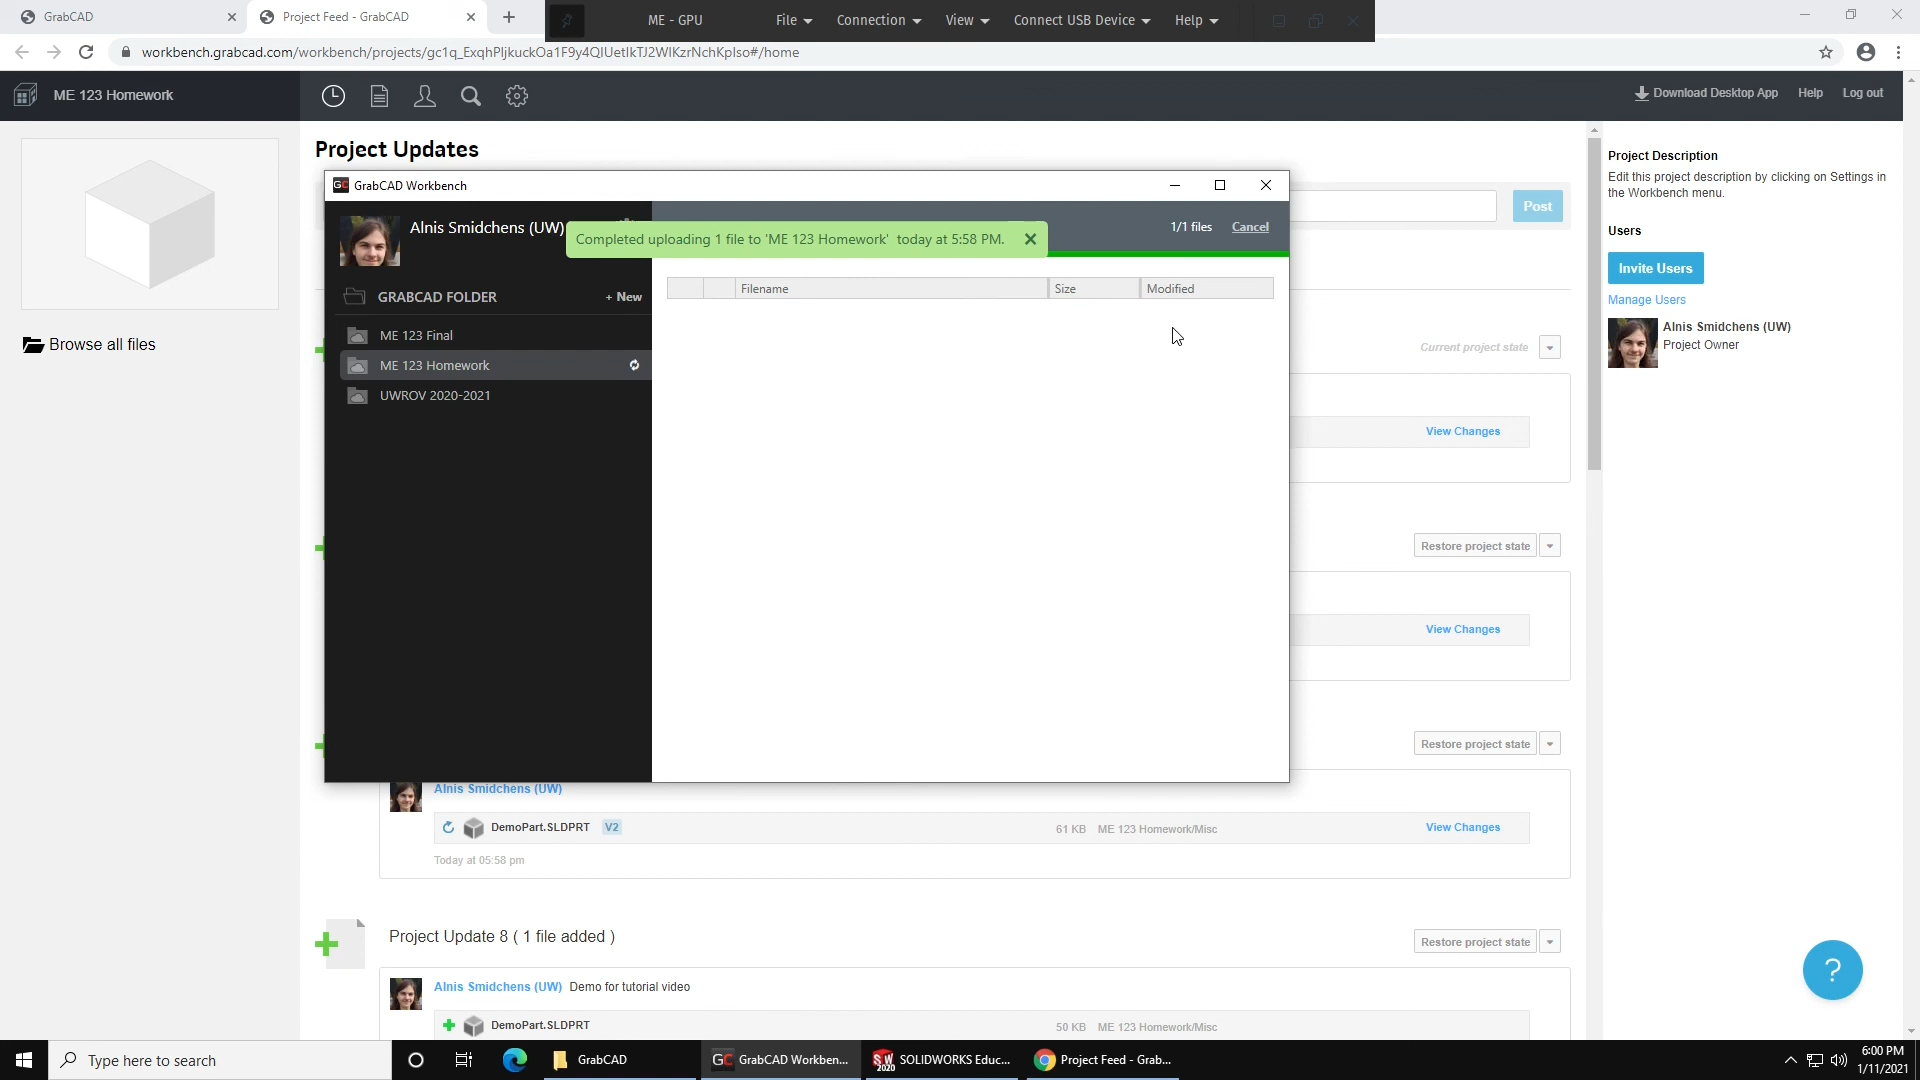 GrabCAD
Project Feed - GrabCAD
ME - GPU
File
Connection
View
Connect USB Device
Help
workbench.grabcad.com/workbench/projects/gc1q_ExqhPljkuckOa1F9y4QlUetlkTJ2WlKzrNchKplso#/home
ME 123 Homework
Download Desktop App
Help
Log out
Project Updates
Post
Project Description
Edit this project description by clicking on Settings in
the Workbench menu.
Users
Invite Users
Manage Users
Alnis Smidchens (UW)
Project Owner
Browse all files
GC GrabCAD Workbench
Alnis Smidchens (UW)
Completed uploading 1 file to 'ME 123 Homework' today at 5:58 PM.
1/1 files
Cancel
GRABCAD FOLDER
+ New
Filename
Size
Modified
ME 123 Final
ME 123 Homework
UWROV 2020-2021
Current project state
View Changes
Restore project state
View Changes
Restore project state
Alnis Smidchens (UW)
DemoPart.SLDPRT V2
61 KB ME 123 Homework/Misc
View Changes
Today at 05:58 pm
Project Update 8 ( 1 file added )
Restore project state
Alnis Smidchens (UW) Demo for tutorial video
DemoPart.SLDPRT
50 KB ME 123 Homework/Misc
?
Type here to search
GrabCAD
GC GrabCAD Workben...
SW 2020 SOLIDWORKS Educ...
Project Feed - Grab...
6:00 PM
1/11/2021